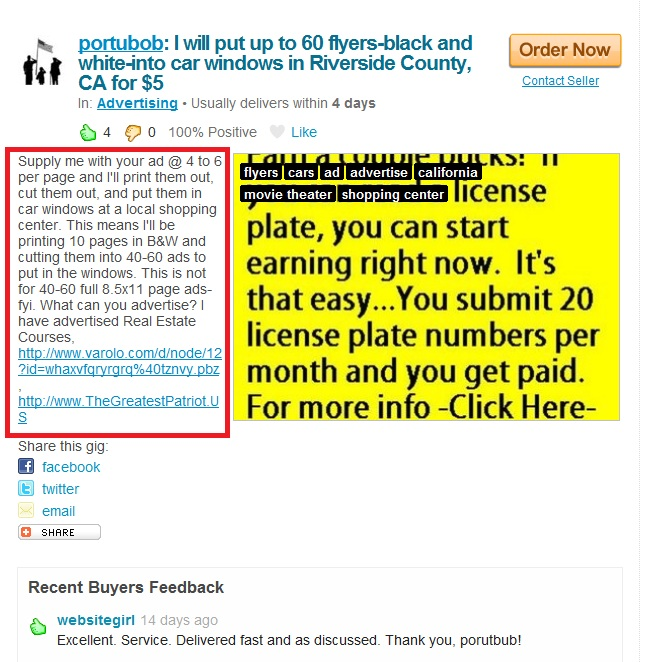 portubob: I will put up to 60 flyers-black and
white-into car windows in Riverside County,
CA for $5
Order Now
Contact Seller
In: Advertising • Usually delivers within 4 days
4 0 100% Positive Like
Supply me with your ad @ 4 to 6
per page and I'll print them out,
cut them out, and put them in
car windows at a local shopping
center. This means I'll be
printing 10 pages in B&W and
cutting them into 40-60 ads to
put in the windows. This is not
for 40-60 full 8.5x11 page ads-
fyi. What can you advertise? I
have advertised Real Estate
Courses,
http://www.varolo.com/d/node/12
?id=whaxvfqryrgrq%40tznvy.pbz
,
http://www.TheGreatestPatriot.U
S
flyers cars ad advertise california
movie theater shopping center
license
plate, you can start
earning right now. It's
that easy...You submit 20
license plate numbers per
month and you get paid.
For more info -Click Here-
Share this gig:
facebook
twitter
email
SHARE
Recent Buyers Feedback
websitegirl 14 days ago
Excellent. Service. Delivered fast and as discussed. Thank you, porutbub!